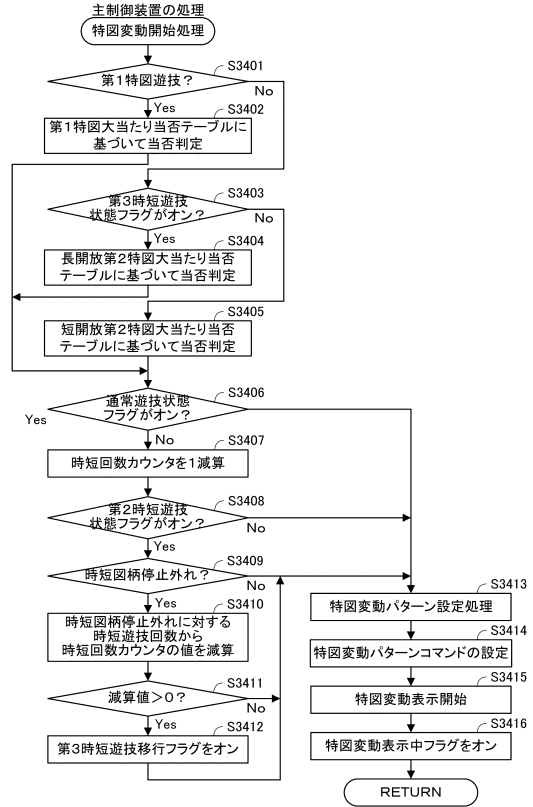 主制御装置の処理
特図変動開始処理
S3401
第1特図遊技？
No
Yes
S3402
第1特図大当たり当否テーブルに
基づいて当否判定
S3403
第3時短遊技
状態フラグがオン？
No
Yes
S3404
長開放第2特図大当たり当否
テーブルに基づいて当否判定
S3405
短開放第2特図大当たり当否
テーブルに基づいて当否判定
S3406
通常遊技状態
フラグがオン？
Yes
No
S3407
時短回数カウンタを1減算
S3408
第2時短遊技
状態フラグがオン？
No
Yes
S3409
時短図柄停止外れ？
No
Yes
S3410
時短図柄停止外れに対する
時短遊技回数から
時短回数カウンタの値を減算
S3411
減算値＞0？
No
Yes
S3412
第3時短遊技移行フラグをオン
S3413
特図変動パターン設定処理
S3414
特図変動パターンコマンドの設定
S3415
特図変動表示開始
S3416
特図変動表示中フラグをオン
RETURN